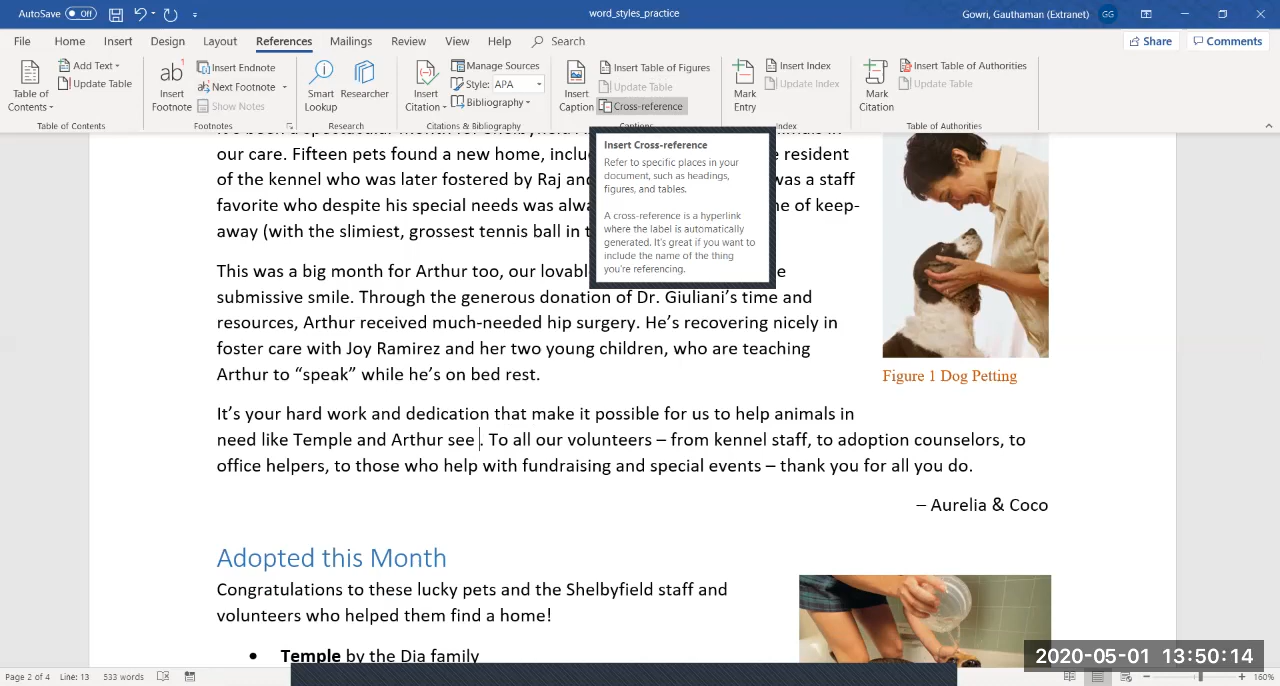 AutoSave Off word_styles_practice Gowri, Gauthaman (Extranet) GG
File Home Insert Design Layout References Mailings Review View Help Search Share Comments
Table of Contents
Add Text
Update Table
Table of Contents
ab
Insert Footnote
Insert Endnote
Next Footnote
Show Notes
Footnotes
Smart Lookup
Researcher
Research
Insert Citation
Manage Sources
Style: APA
Bibliography
Citations & Bibliography
Insert Caption
Insert Table of Figures
Update Table
Cross-reference
Captions
Mark Entry
Insert Index
Update Index
Index
Mark Citation
Insert Table of Authorities
Update Table
Table of Authorities
Insert Cross-reference
Refer to specific places in your
document, such as headings,
figures, and tables.
A cross-reference is a hyperlink
where the label is automatically
generated. It's great if you want to
include the name of the thing
you're referencing.
our care. Fifteen pets found a new home, resident
of the kennel who was later fostered by Raj was a staff
favorite who despite his special needs was of keep-
away (with the slimiest, grossest tennis ball in
This was a big month for Arthur too, our
submissive smile. Through the generous donation of Dr. Giuliani’s time and
resources, Arthur received much-needed hip surgery. He’s recovering nicely in
foster care with Joy Ramirez and her two young children, who are teaching
Arthur to “speak” while he’s on bed rest.
Figure 1 Dog Petting
It’s your hard work and dedication that make it possible for us to help animals in
need like Temple and Arthur see . To all our volunteers – from kennel staff, to adoption counselors, to
office helpers, to those who help with fundraising and special events – thank you for all you do.
– Aurelia & Coco
Adopted this Month
Congratulations to these lucky pets and the Shelbyfield staff and
volunteers who helped them find a home!
• Temple by the Dia family
2020-05-01 13:50:14
Page 2 of 4 Line: 13 533 words 160%